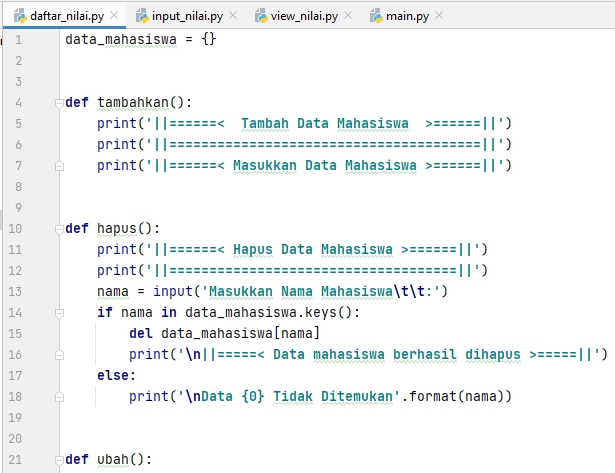 daftar_nilai.py input_nilai.py view_nilai.py main.py
1 data_mahasiswa = {}
2
3
4 def tambahkan():
5     print('||======<  Tambah Data Mahasiswa  >======||')
6     print('||=======================================||')
7     print('||======< Masukkan Data Mahasiswa >======||')
8
9
10 def hapus():
11     print('||======< Hapus Data Mahasiswa >======||')
12     print('||====================================||')
13     nama = input('Masukkan Nama Mahasiswa\t\t:')
14     if nama in data_mahasiswa.keys():
15         del data_mahasiswa[nama]
16         print('\n||=====< Data mahasiswa berhasil dihapus >=====||')
17     else:
18         print('\nData {0} Tidak Ditemukan'.format(nama))
19
20
21 def ubah():